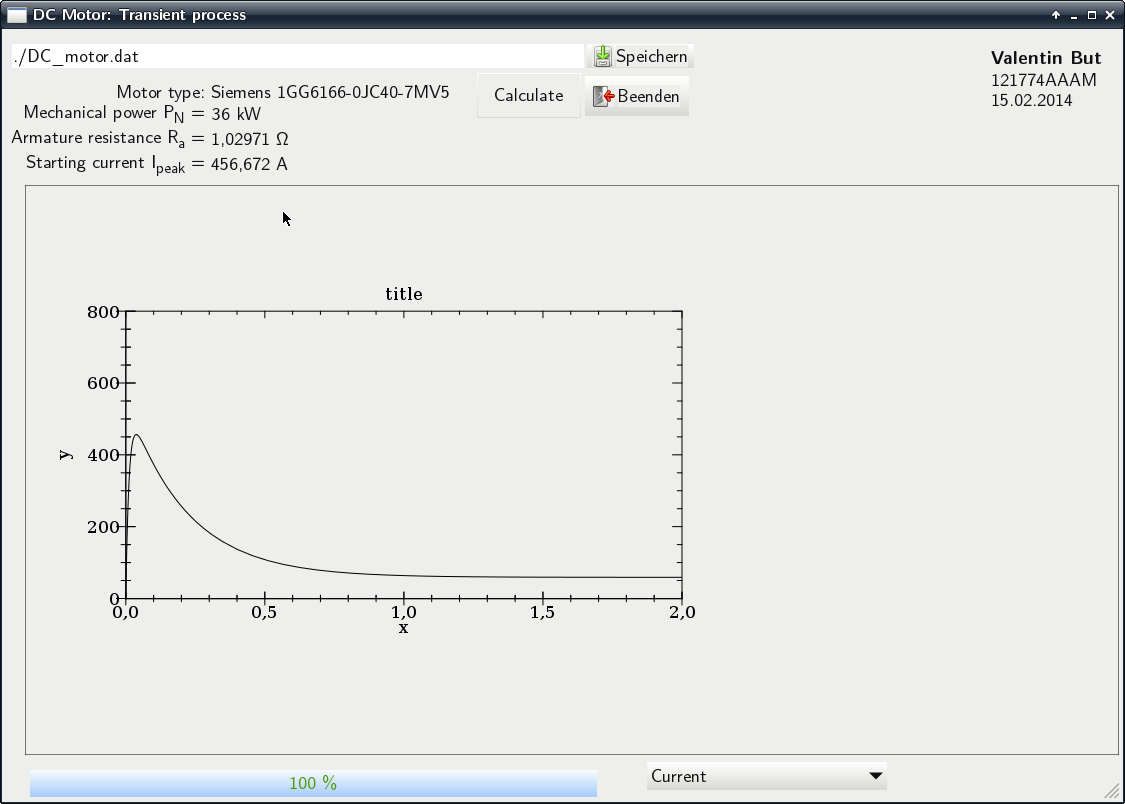 DC Motor: Transient process
./DC_motor.dat
Speichern
Valentin But
121774AAAM
15.02.2014
Motor type: Siemens 1GG6166-0JC40-7MV5
Calculate
Beenden
Mechanical power P_N = 36 kW
Armature resistance R_a = 1,02971 Ω
Starting current I_peak = 456,672 A
title
800
600
400
200
0
y
0,0 0,5 1,0 1,5 2,0
x
100 %
Current